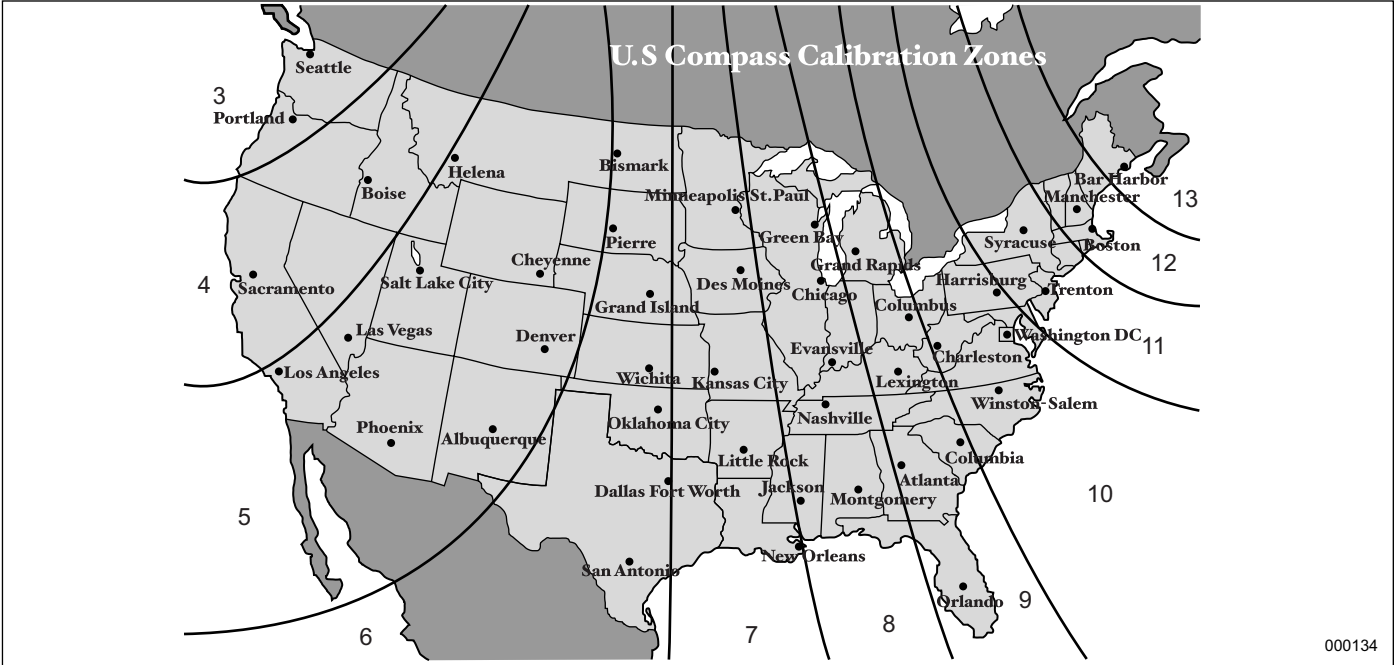 U.S Compass Calibration Zones
Seattle
3
Portland
Helena
Bismark
Boise
Bar Harbor
13
Minneapolis St.Paul
Manchester
Pierre
Green Bay
Syracuse
Boston
Cheyenne
Grand Rapids
12
4
Sacramento
Salt Lake City
Des Moines
Chicago
Harrisburg
Trenton
Grand Island
Columbus
Las Vegas
Denver
Evansville
Washington DC
11
Charleston
Los Angeles
Wichita
Kansas City
Lexington
Winston-Salem
Phoenix
Albuquerque
Oklahoma City
Nashville
Little Rock
Columbia
Dallas Fort Worth
Jackson
Atlanta
Montgomery
10
5
San Antonio
New Orleans
Orlando
9
6
7
8
000134